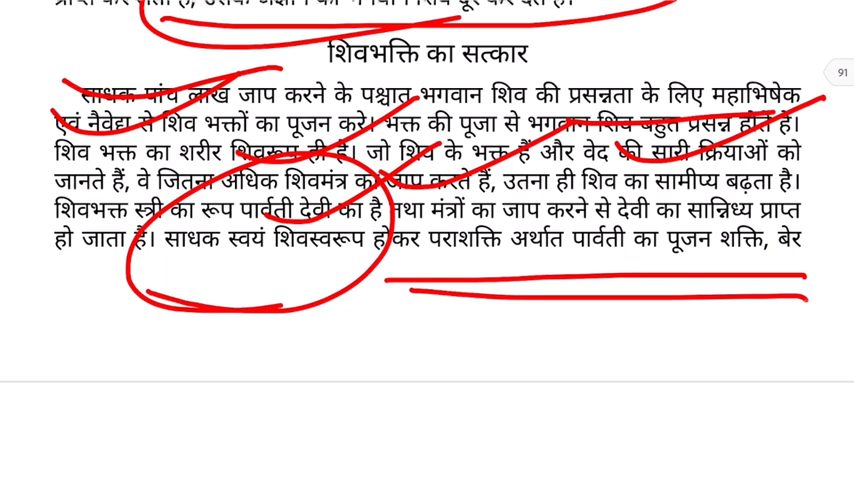 शिवभक्ति का सत्कार
91
साधक पांच लाख जाप करने के पश्चात् भगवान शिव की प्रसन्नता के लिए महाभिषेक
एवं नैवेद्य से शिव भक्तों का पूजन करे। भक्त की पूजा से भगवान शिव बहुत प्रसन्न होते हैं।
शिव भक्त का शरीर शिवरूप ही है। जो शिव के भक्त हैं और वेद की सारी क्रियाओं को
जानते हैं, वे जितना अधिक शिवमंत्र का जाप करते हैं, उतना ही शिव का सामीप्य बढ़ता है।
शिवभक्त स्त्री का रूप पार्वती देवी का है तथा मंत्रों का जाप करने से देवी का सान्निध्य प्राप्त
हो जाता है। साधक स्वयं शिवस्वरूप होकर पराशक्ति अर्थात पार्वती का पूजन शक्ति, बेर